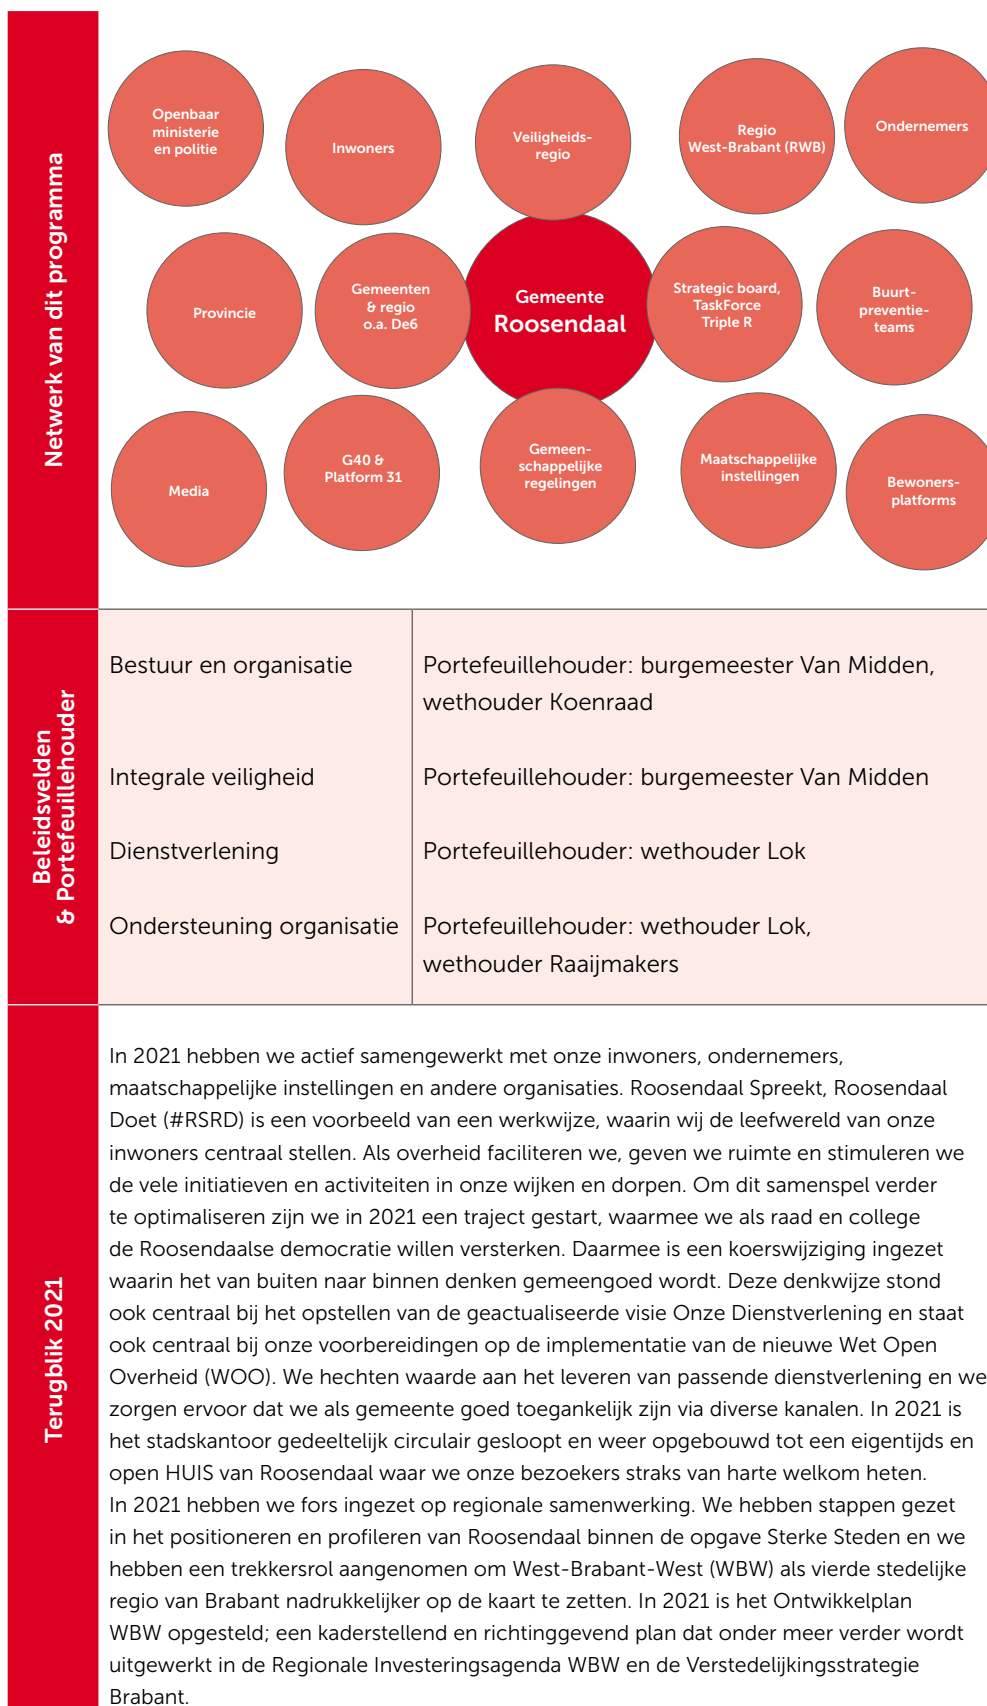 Netwerk van dit programma
Openbaar
ministerie
en politie
Inwoners
Veiligheids-
regio
Regio
West-Brabant (RWB)
Ondernemers
Provincie
Gemeenten
& regio
o.a. De6
Gemeente
Roosendaal
Strategic board,
TaskForce
Triple R
Buurt-
preventie-
teams
Media
G40 &
Platform 31
Gemeen-
schappelijke
regelingen
Maatschappelijke
instellingen
Bewoners-
platforms
Beleidsvelden
& Portefeuillehouder
Bestuur en organisatie
Portefeuillehouder: burgemeester Van Midden,
wethouder Koenraad
Integrale veiligheid
Portefeuillehouder: burgemeester Van Midden
Dienstverlening
Portefeuillehouder: wethouder Lok
Ondersteuning organisatie
Portefeuillehouder: wethouder Lok,
wethouder Raaijmakers
Terugblik 2021
In 2021 hebben we actief samengewerkt met onze inwoners, ondernemers,
maatschappelijke instellingen en andere organisaties. Roosendaal Spreekt, Roosendaal
Doet (#RSRD) is een voorbeeld van een werkwijze, waarin wij de leefwereld van onze
inwoners centraal stellen. Als overheid faciliteren we, geven we ruimte en stimuleren we
de vele initiatieven en activiteiten in onze wijken en dorpen. Om dit samenspel verder
te optimaliseren zijn we in 2021 een traject gestart, waarmee we als raad en college
de Roosendaalse democratie willen versterken. Daarmee is een koerswijziging ingezet
waarin het van buiten naar binnen denken gemeengoed wordt. Deze denkwijze stond
ook centraal bij het opstellen van de geactualiseerde visie Onze Dienstverlening en staat
ook centraal bij onze voorbereidingen op de implementatie van de nieuwe Wet Open
Overheid (WOO). We hechten waarde aan het leveren van passende dienstverlening en we
zorgen ervoor dat we als gemeente goed toegankelijk zijn via diverse kanalen. In 2021 is
het stadskantoor gedeeltelijk circulair gesloopt en weer opgebouwd tot een eigentijds en
open HUIS van Roosendaal waar we onze bezoekers straks van harte welkom heten.
In 2021 hebben we fors ingezet op regionale samenwerking. We hebben stappen gezet
in het positioneren en profileren van Roosendaal binnen de opgave Sterke Steden en we
hebben een trekkersrol aangenomen om West-Brabant-West (WBW) als vierde stedelijke
regio van Brabant nadrukkelijker op de kaart te zetten. In 2021 is het Ontwikkelplan
WBW opgesteld; een kaderstellend en richtinggevend plan dat onder meer verder wordt
uitgewerkt in de Regionale Investeringsagenda WBW en de Verstedelijkingsstrategie
Brabant.